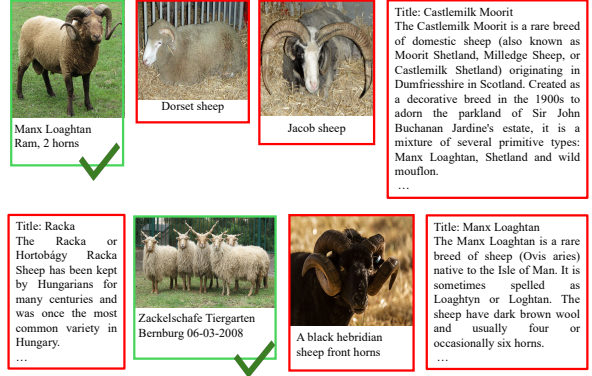 Manx Loaghtan
Ram, 2 horns
Dorset sheep
Jacob sheep
Title: Castlemilk Moorit
The Castlemilk Moorit is a rare breed
of domestic sheep (also known as
Moorit Shetland, Milledge Sheep, or
Castlemilk Shetland) originating in
Dumfriesshire in Scotland. Created as
a decorative breed in the 1900s to
adorn the parkland of Sir John
Buchanan Jardine's estate, it is a
mixture of several primitive types:
Manx Loaghtan, Shetland and wild
mouflon.
…
Title: Racka
The Racka or
Hortobágy Racka
Sheep has been kept
by Hungarians for
many centuries and
was once the most
common variety in
Hungary.
…
Zackelschafe Tiergarten
Bernburg 06-03-2008
A black hebridian
sheep front horns
Title: Manx Loaghtan
The Manx Loaghtan is a rare
breed of sheep (Ovis aries)
native to the Isle of Man. It is
sometimes spelled as
Loaghtyn or Loghtan. The
sheep have dark brown wool
and usually four or
occasionally six horns.
…